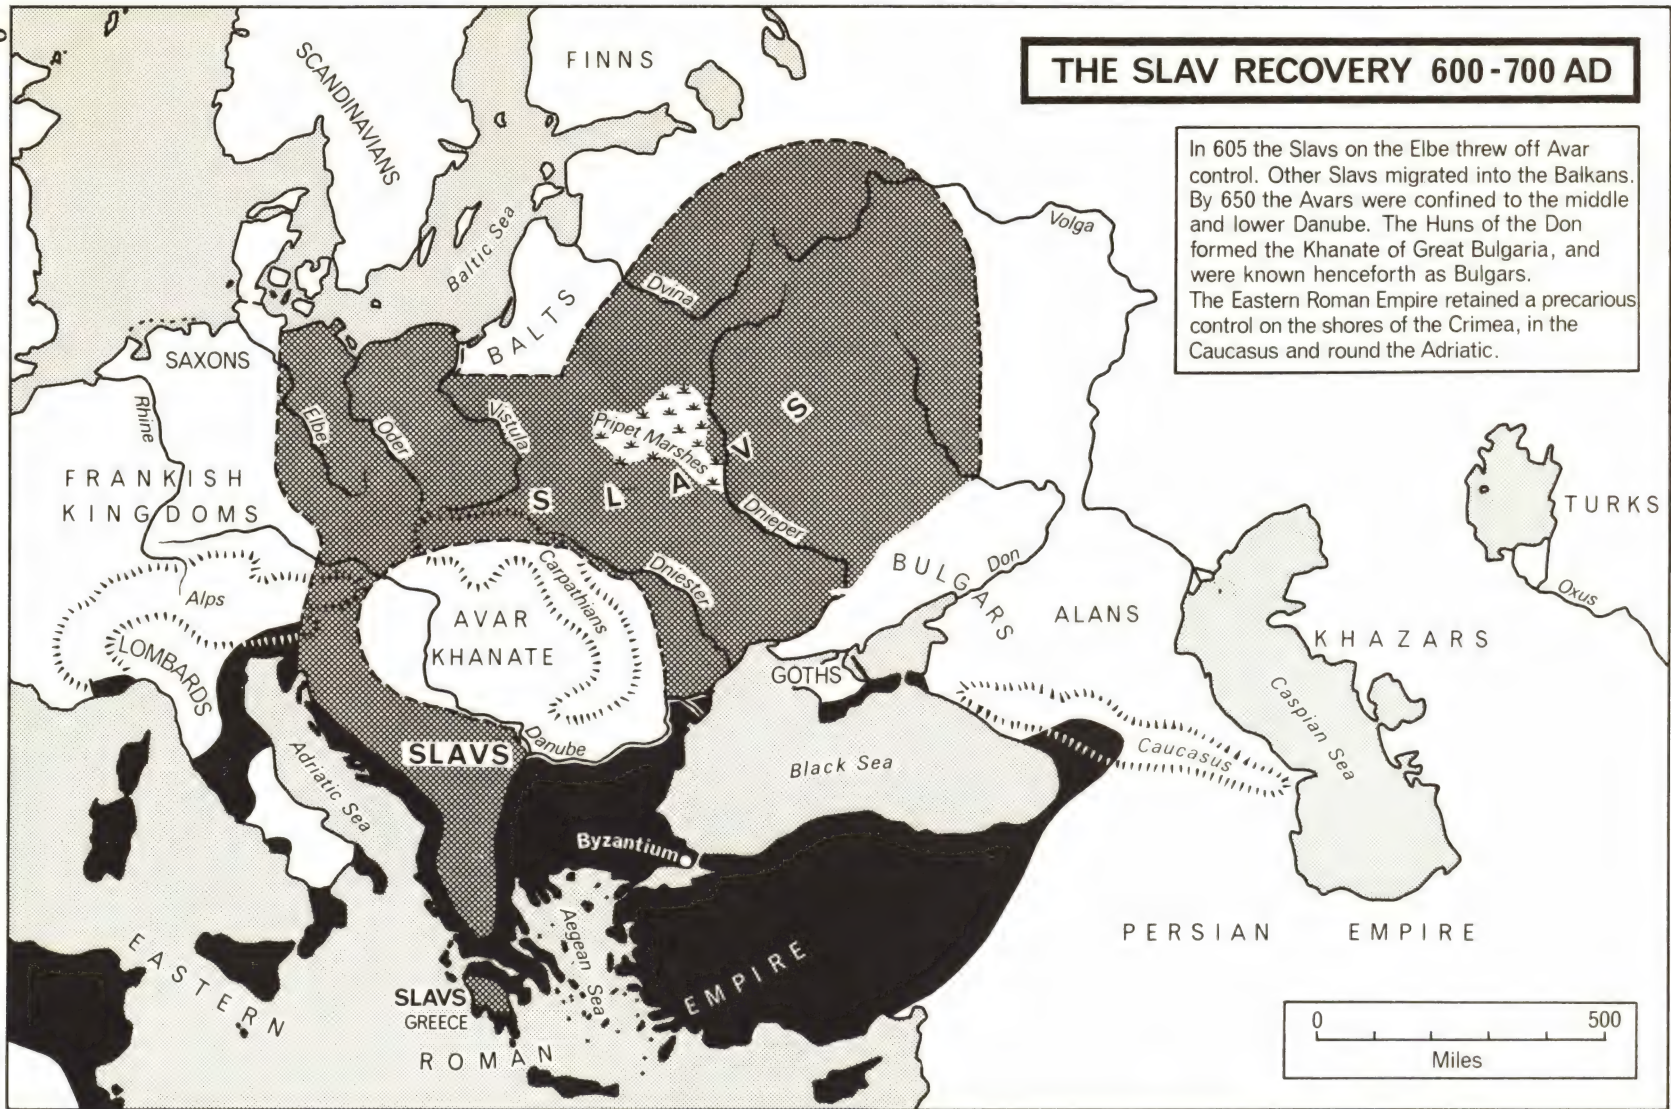 THE SLAV RECOVERY 600-700 AD
In 605 the Slavs on the Elbe threw off Avar
control. Other Slavs migrated into the Balkans.
By 650 the Avars were confined to the middle
and lower Danube. The Huns of the Don
formed the Khanate of Great Bulgaria, and
were known henceforth as Bulgars.
The Eastern Roman Empire retained a precarious
control on the shores of the Crimea, in the
Caucasus and round the Adriatic.
SCANDINAVIANS
FINNS
Volga
Baltic Sea
Dvina
BALTS
SAXONS
Rhine
Elbe
Oder
Vistula
Pripet Marshes
SLAVS
FRANKISH
KINGDOMS
Dnieper
TURKS
Oxus
BULGARS
Don
Carpathians
Dniester
Alps
AVAR
KHANATE
ALANS
KHAZARS
LOMBARDS
GOTHS
Caspian Sea
Adriatic Sea
SLAVS
Danube
Black Sea
Caucasus
Byzantium
Aegean Sea
PERSIAN EMPIRE
SLAVS
GREECE
EASTERN
ROMAN
EMPIRE
0 500
Miles